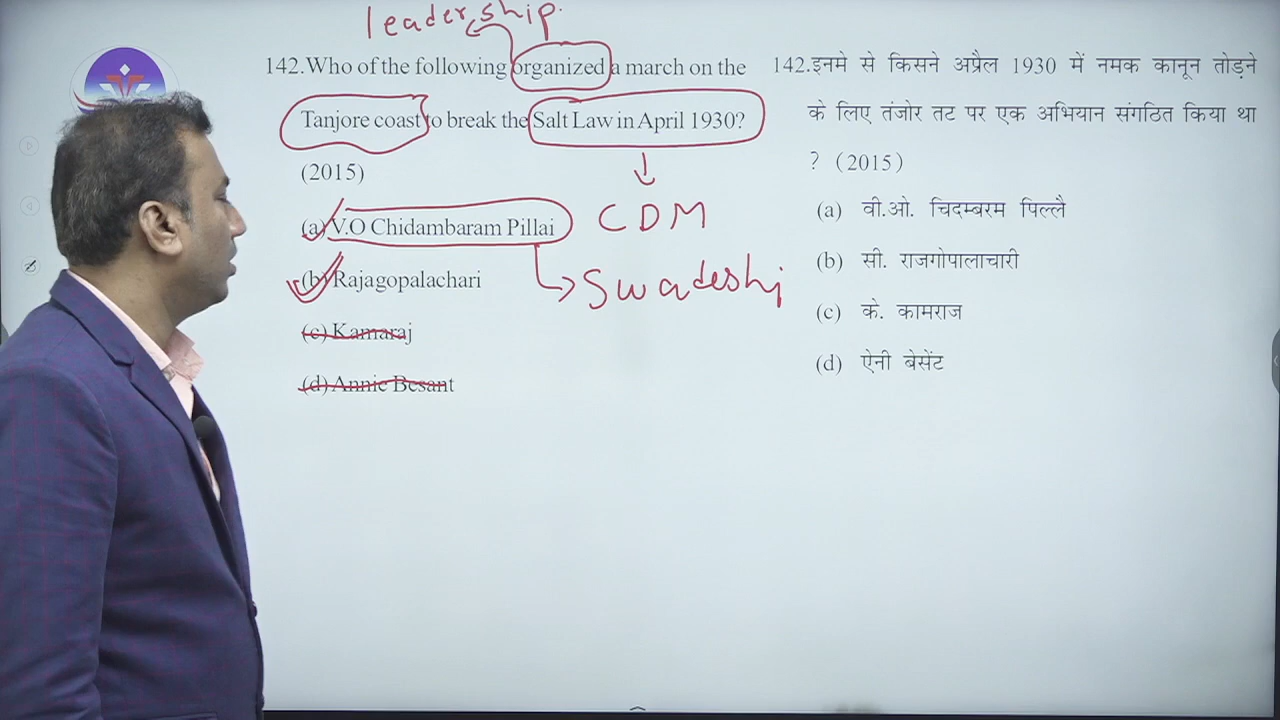 leadership.
142.Who of the following organized a march on the
Tanjore coast to break the Salt Law in April 1930?
(2015)
(a) V.O Chidambaram Pillai
CDM
(b) Rajagopalachari
Swadeshi
(c) Kamaraj
(d) Annie Besant
142.इनमे से किसने अप्रैल 1930 में नमक कानून तोड़ने
के लिए तंजोर तट पर एक अभियान संगठित किया था
? (2015)
(a) वी.ओ. चिदम्बरम पिल्लै
(b) सी. राजगोपालाचारी
(c) के. कामराज
(d) ऐनी बेसेंट